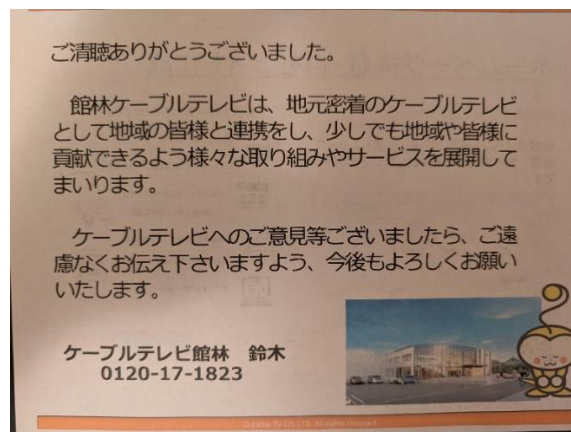 ご清聴ありがとうございました。
館林ケーブルテレビは、地元密着のケーブルテレビ
として地域の皆様と連携をし、少しでも地域や皆様に
貢献できるよう様々な取り組みやサービスを展開して
まいります。
ケーブルテレビへのご意見等ございましたら、ご遠
慮なくお伝え下さいますよう、今後もよろしくお願い
いたします。
ケーブルテレビ館林　鈴木
0120-17-1823
© Cable TV CO.,LTD. All rights reserved.